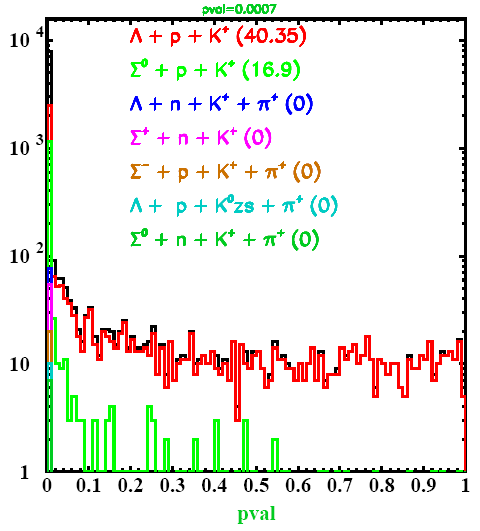 pval=0.0007
Λ + p + K⁺ (40.35)
Σ⁰ + p + K⁺ (16.9)
Λ + n + K⁺ + π⁺ (0)
Σ⁺ + n + K⁺ (0)
Σ⁻ + p + K⁺ + π⁺ (0)
Λ + p + K⁰zs + π⁺ (0)
Σ⁰ + n + K⁺ + π⁺ (0)
10⁴
10³
10²
10
1
0 0.1 0.2 0.3 0.4 0.5 0.6 0.7 0.8 0.9 1
pval